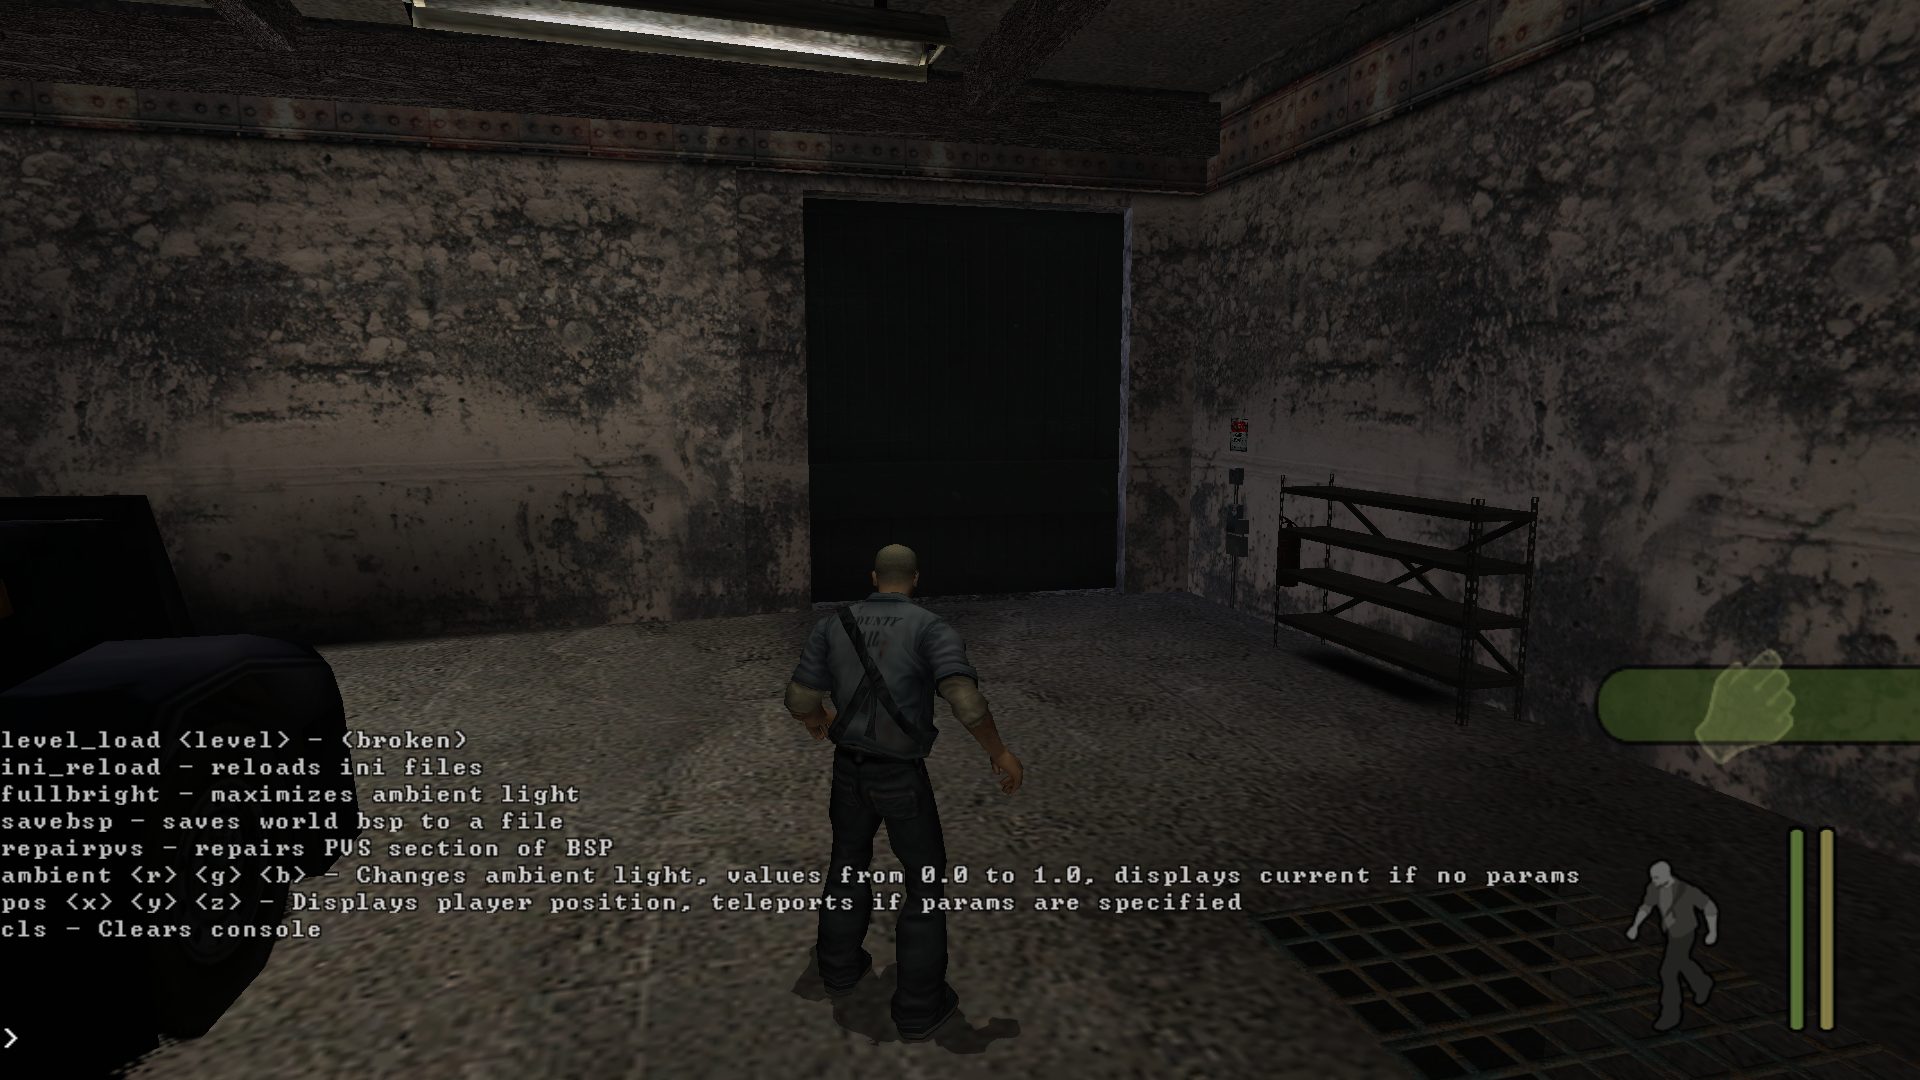 OUNTY
AIL
level_load <level> - (broken)
ini_reload - reloads ini files
fullbright - maximizes ambient light
savebsp - saves world bsp to a file
repairpvs - repairs PVS section of BSP
ambient <r> <g> <b> - Changes ambient light, values from 0.0 to 1.0, displays current if no params
pos <x> <y> <z> - Displays player position, teleports if params are specified
cls - Clears console
>